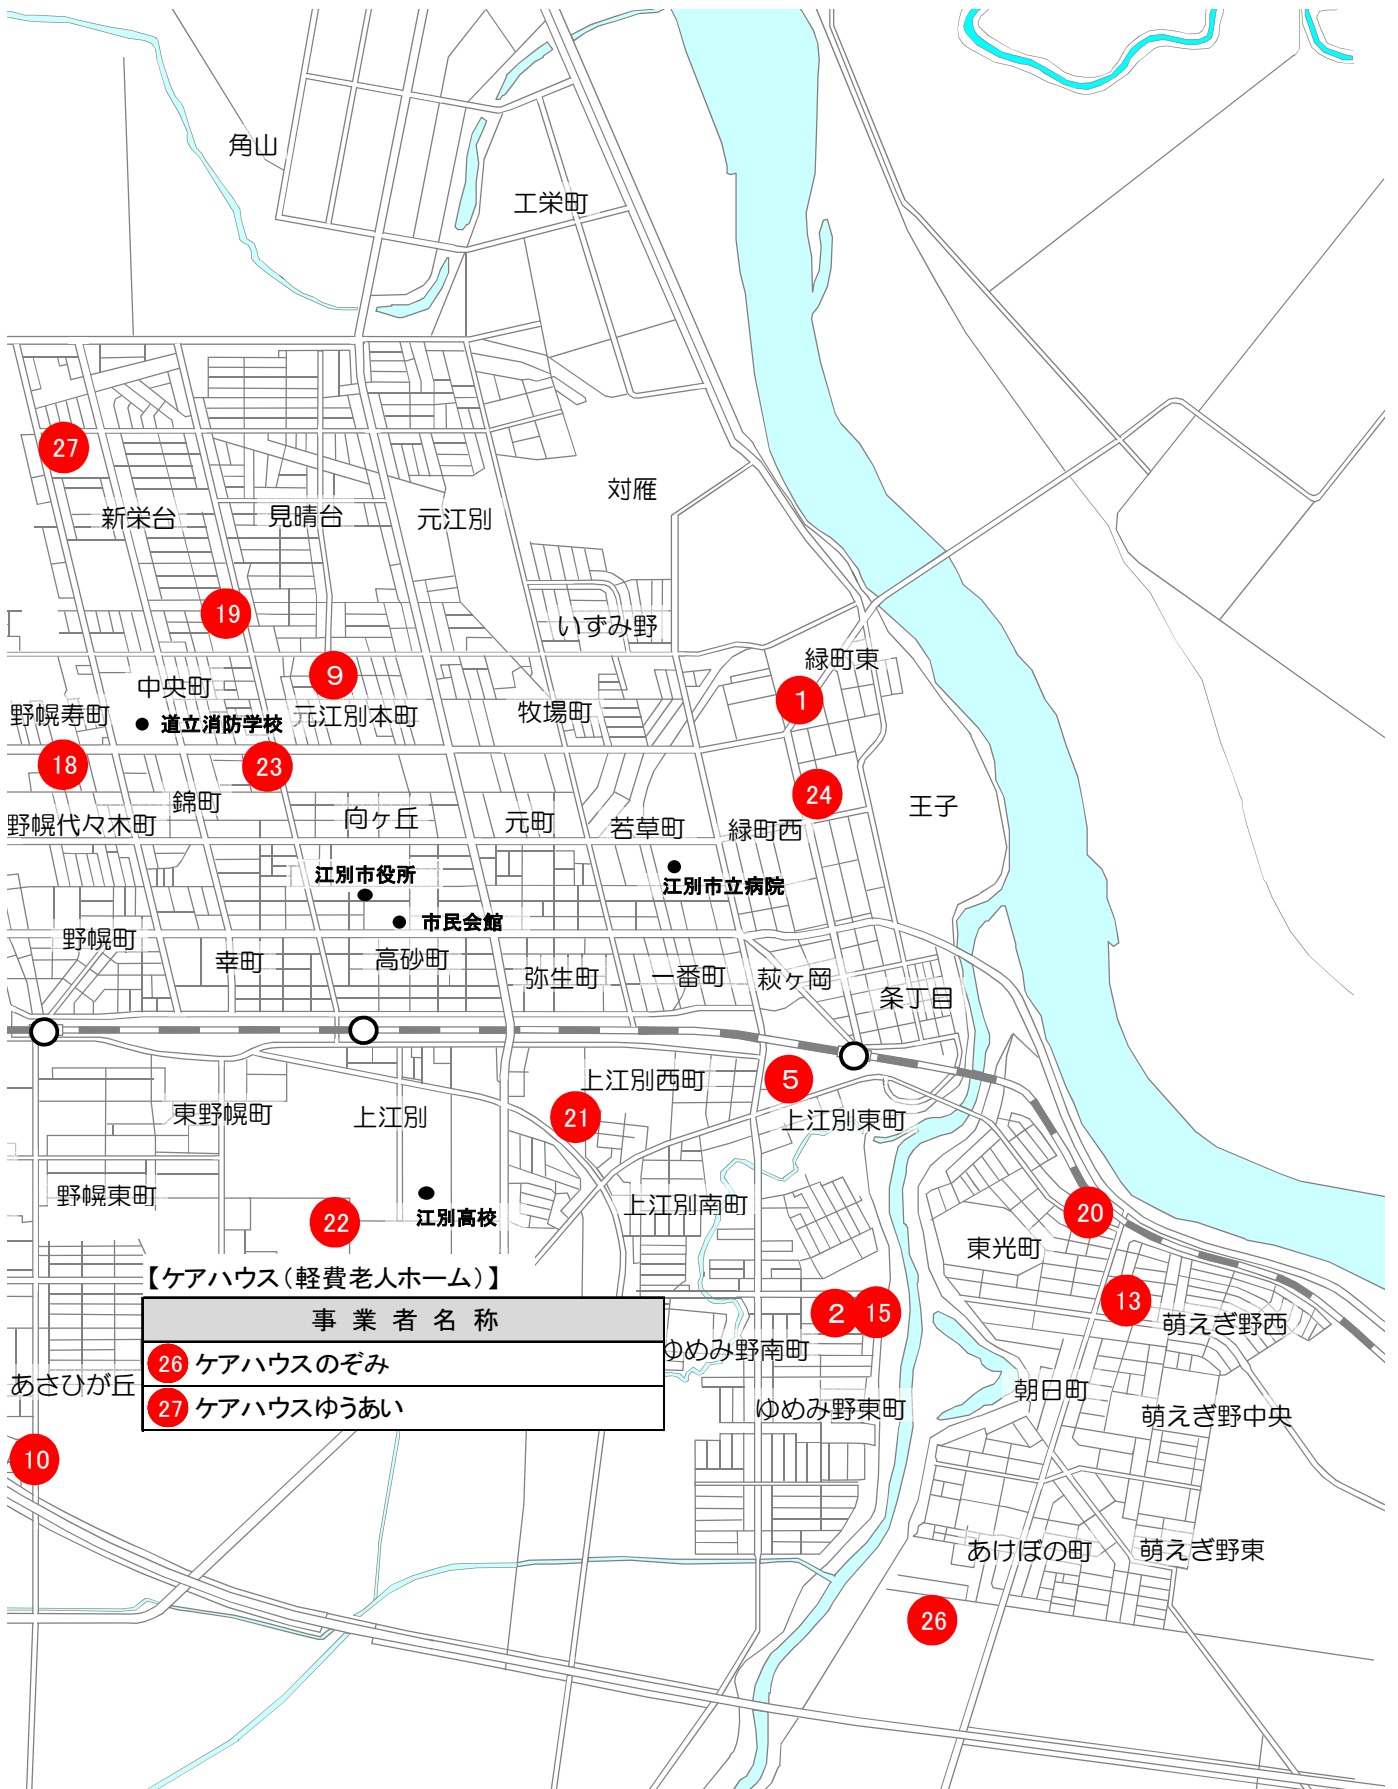 角山
工栄町
27
対雁
新栄台
見晴台
元江別
19
いずみ野
緑町東
9
中央町
1
野幌寿町
道立消防学校
元江別本町
牧場町
18
23
24
錦町
王子
野幌代々木町
向ヶ丘
元町
若草町
緑町西
江別市役所
江別市立病院
市民会館
野幌町
幸町
高砂町
弥生町
一番町
萩ヶ岡
条丁目
上江別西町
5
東野幌町
上江別
21
上江別東町
野幌東町
江別高校
上江別南町
22
20
東光町
【ケアハウス(軽費老人ホーム)】
事業者名称
26 ケアハウスのぞみ
27 ケアハウスゆうあい
2
15
13
萌えぎ野西
ゆめみ野南町
あさひが丘
朝日町
ゆめみ野東町
萌えぎ野中央
10
あけぼの町
萌えぎ野東
26